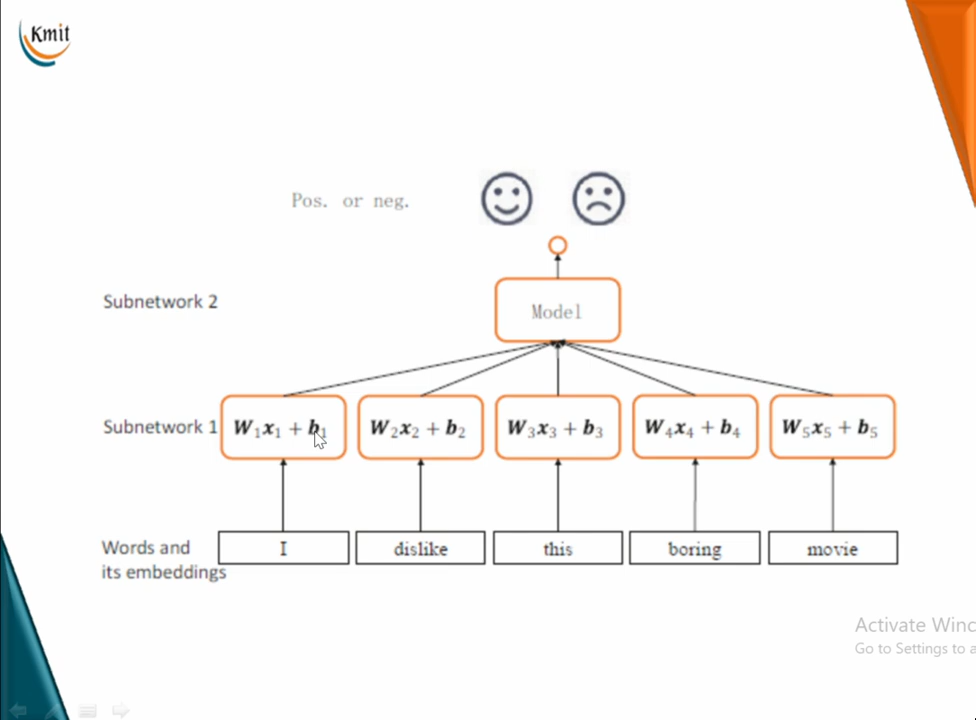 Kmit
Pos. or neg.
Subnetwork 2
Model
Subnetwork 1
W₁x₁ + b₁
W₂x₂ + b₂
W₃x₃ + b₃
W₄x₄ + b₄
W₅x₅ + b₅
Words and
its embeddings
I
dislike
this
boring
movie
Activate Winc
Go to Settings to a